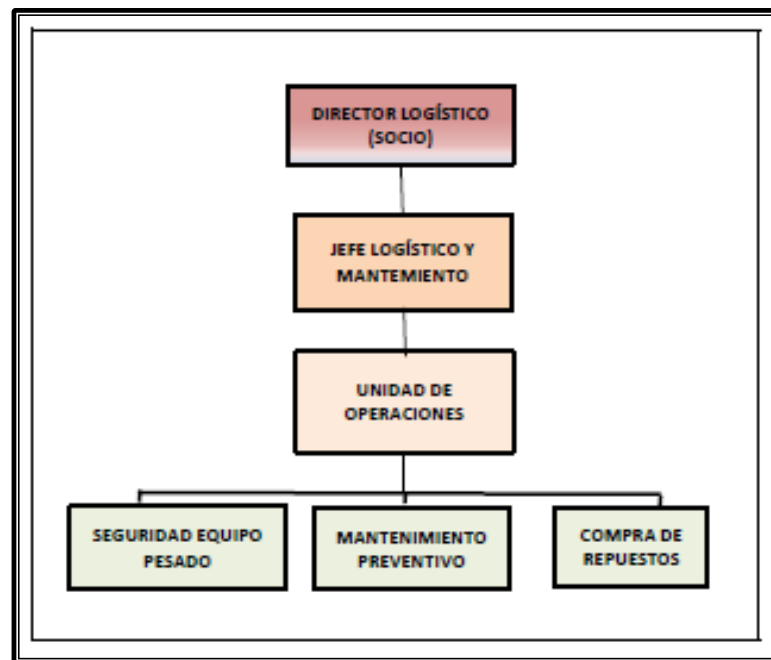 DIRECTOR LOGÍSTICO
(SOCIO)
JEFE LOGÍSTICO Y
MANTEMIENTO
UNIDAD DE
OPERACIONES
SEGURIDAD EQUIPO
PESADO
MANTENIMIENTO
PREVENTIVO
COMPRA DE
REPUESTOS